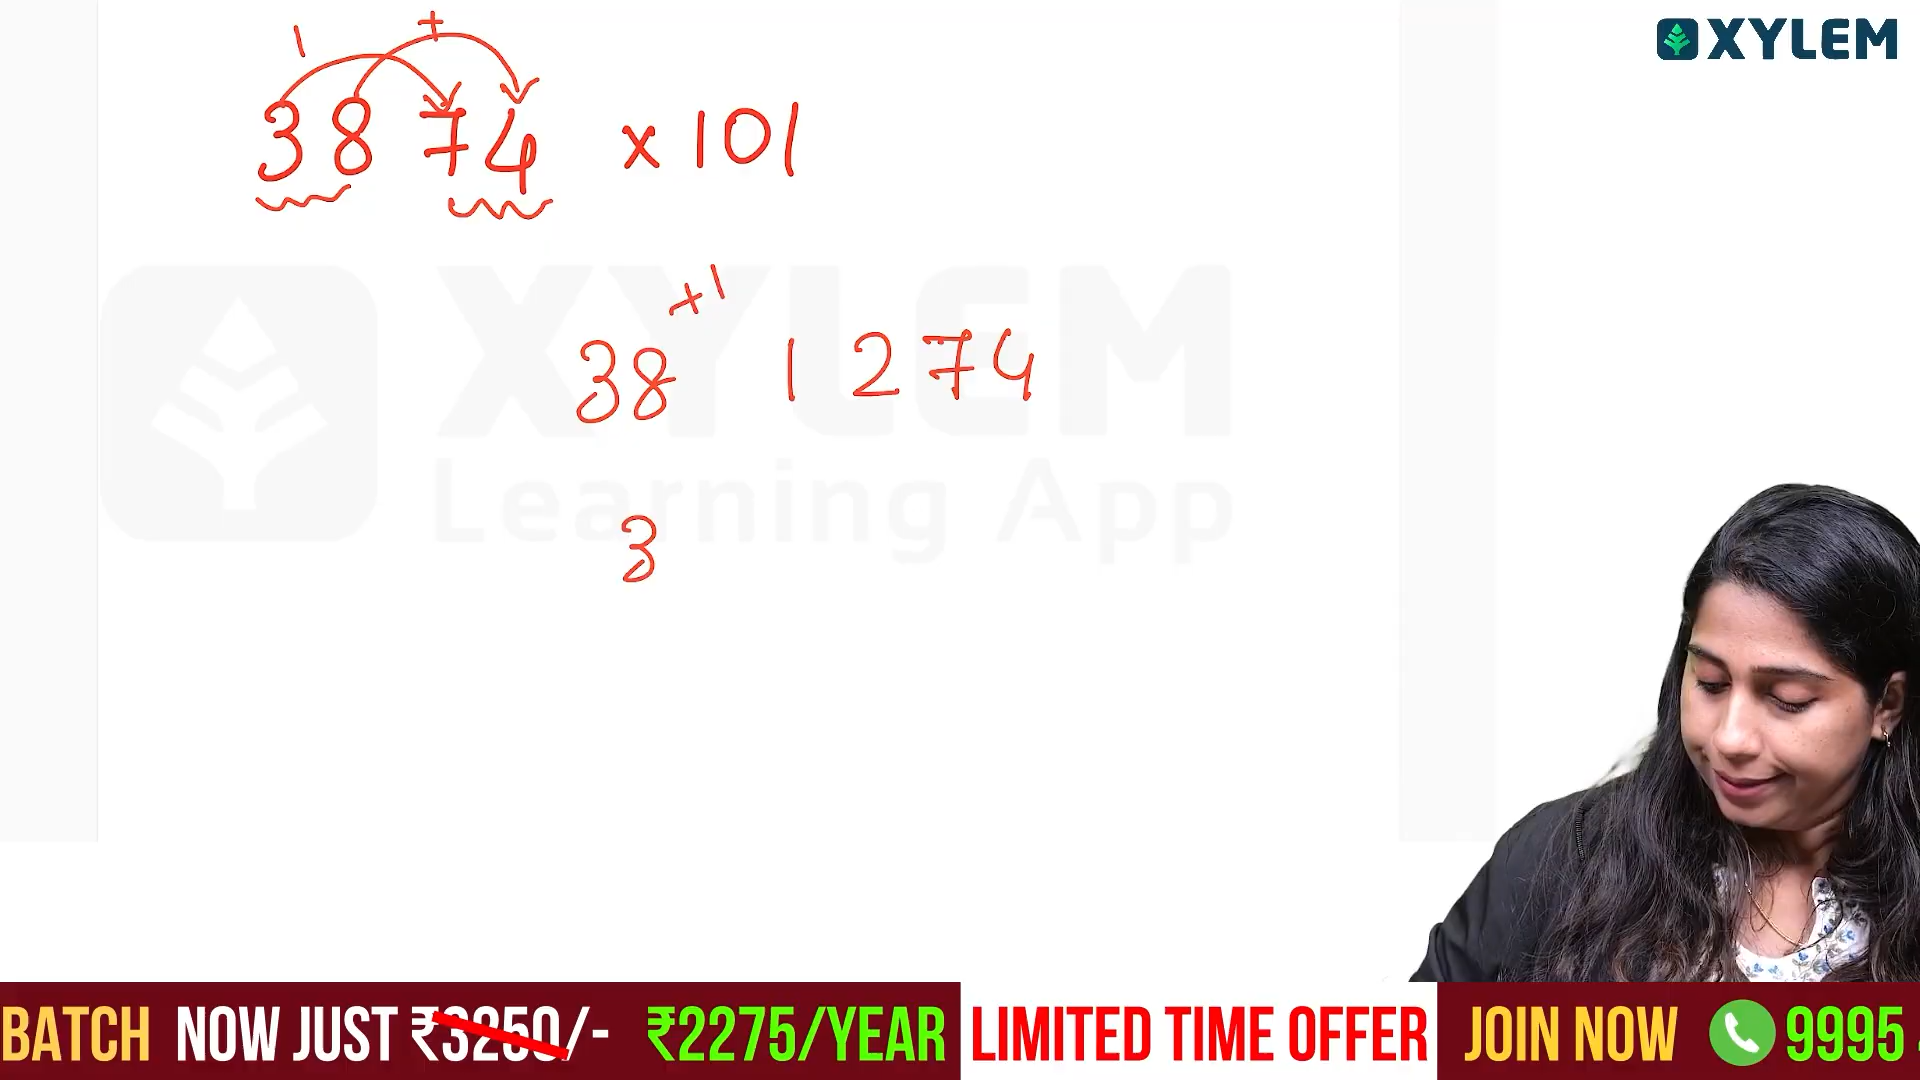 XYLEM
1 +
3874 x 101
+1
38 1274
3
XYLEM
Learning App
BATCH NOW JUST ₹3250/- ₹2275/YEAR LIMITED TIME OFFER JOIN NOW 9995